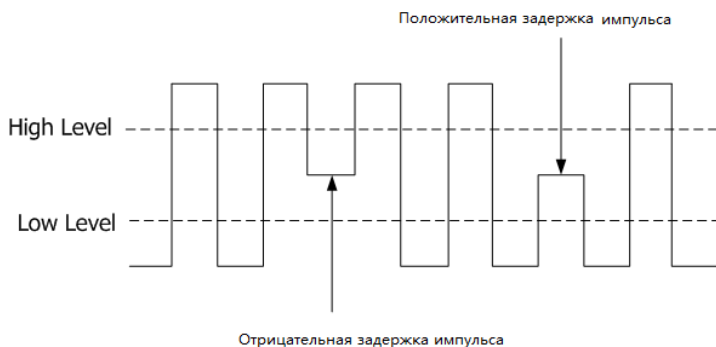 Положительная задержка импульса
High Level
Low Level
Отрицательная задержка импульса